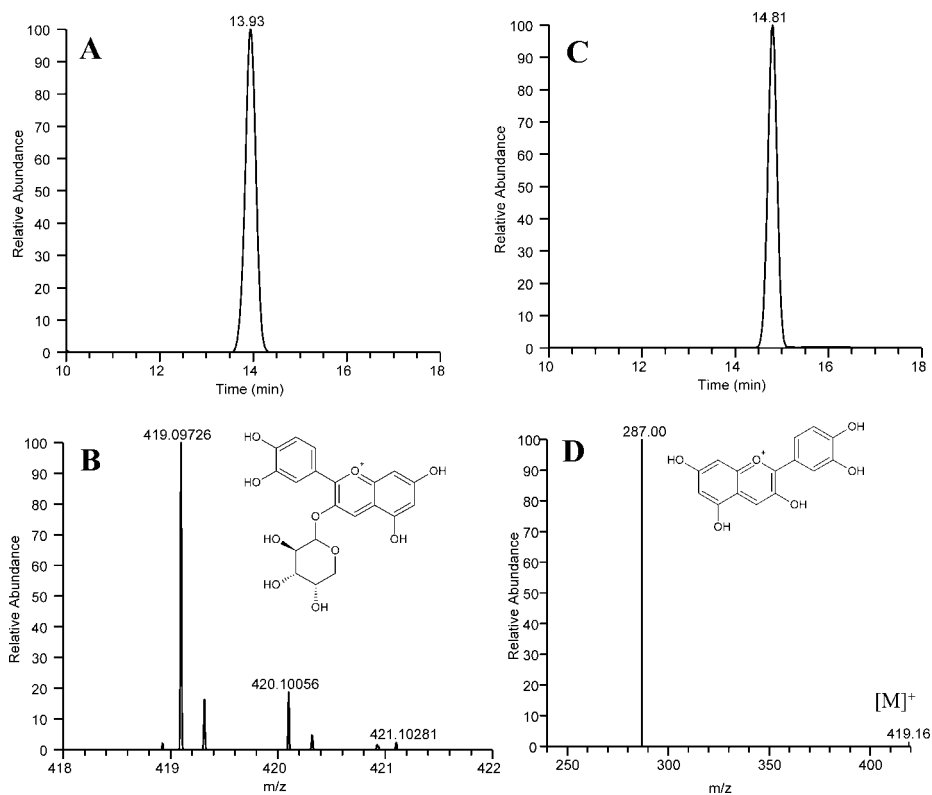 A
13.93
100
90
80
70
60
50
40
30
20
10
0
Relative Abundance
10 12 14 16 18
Time (min)
C
14.81
100
90
80
70
60
50
40
30
20
10
0
Relative Abundance
10 12 14 16 18
Time (min)
B
419.09726
420.10056
421.10281
100
90
80
70
60
50
40
30
20
10
0
Relative Abundance
418 419 420 421 422
m/z
OH
HO
HO
O
+
OH
OH
O
HO
O
HO
OH
D
287.00
[M]+
419.16
100
90
80
70
60
50
40
30
20
10
0
Relative Abundance
250 300 350 400
m/z
OH
OH
HO
O
+
OH
OH